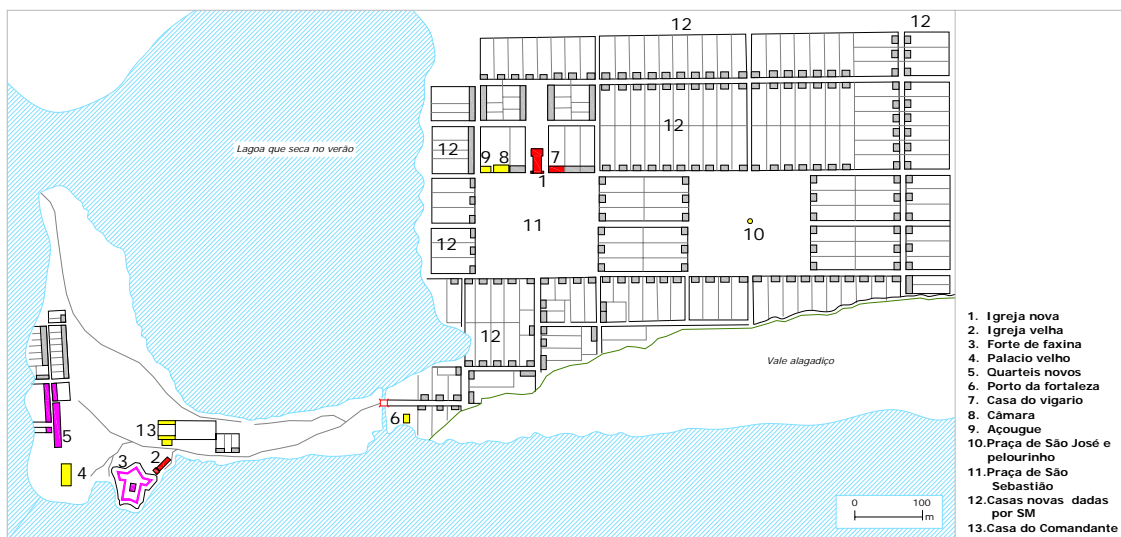 12
12
12
Lagoa que seca no verão
12
9
8
7
1
11
10
12
12
Vale alagadiço
6
13
5
4
3
2
0
100
m
1. Igreja nova
2. Igreja velha
3. Forte de faxina
4. Palacio velho
5. Quarteis novos
6. Porto da fortaleza
7. Casa do vigario
8. Câmara
9. Açougue
10.Praça de São José e
pelourinho
11.Praça de São
Sebastião
12.Casas novas dadas
por SM
13.Casa do Comandante